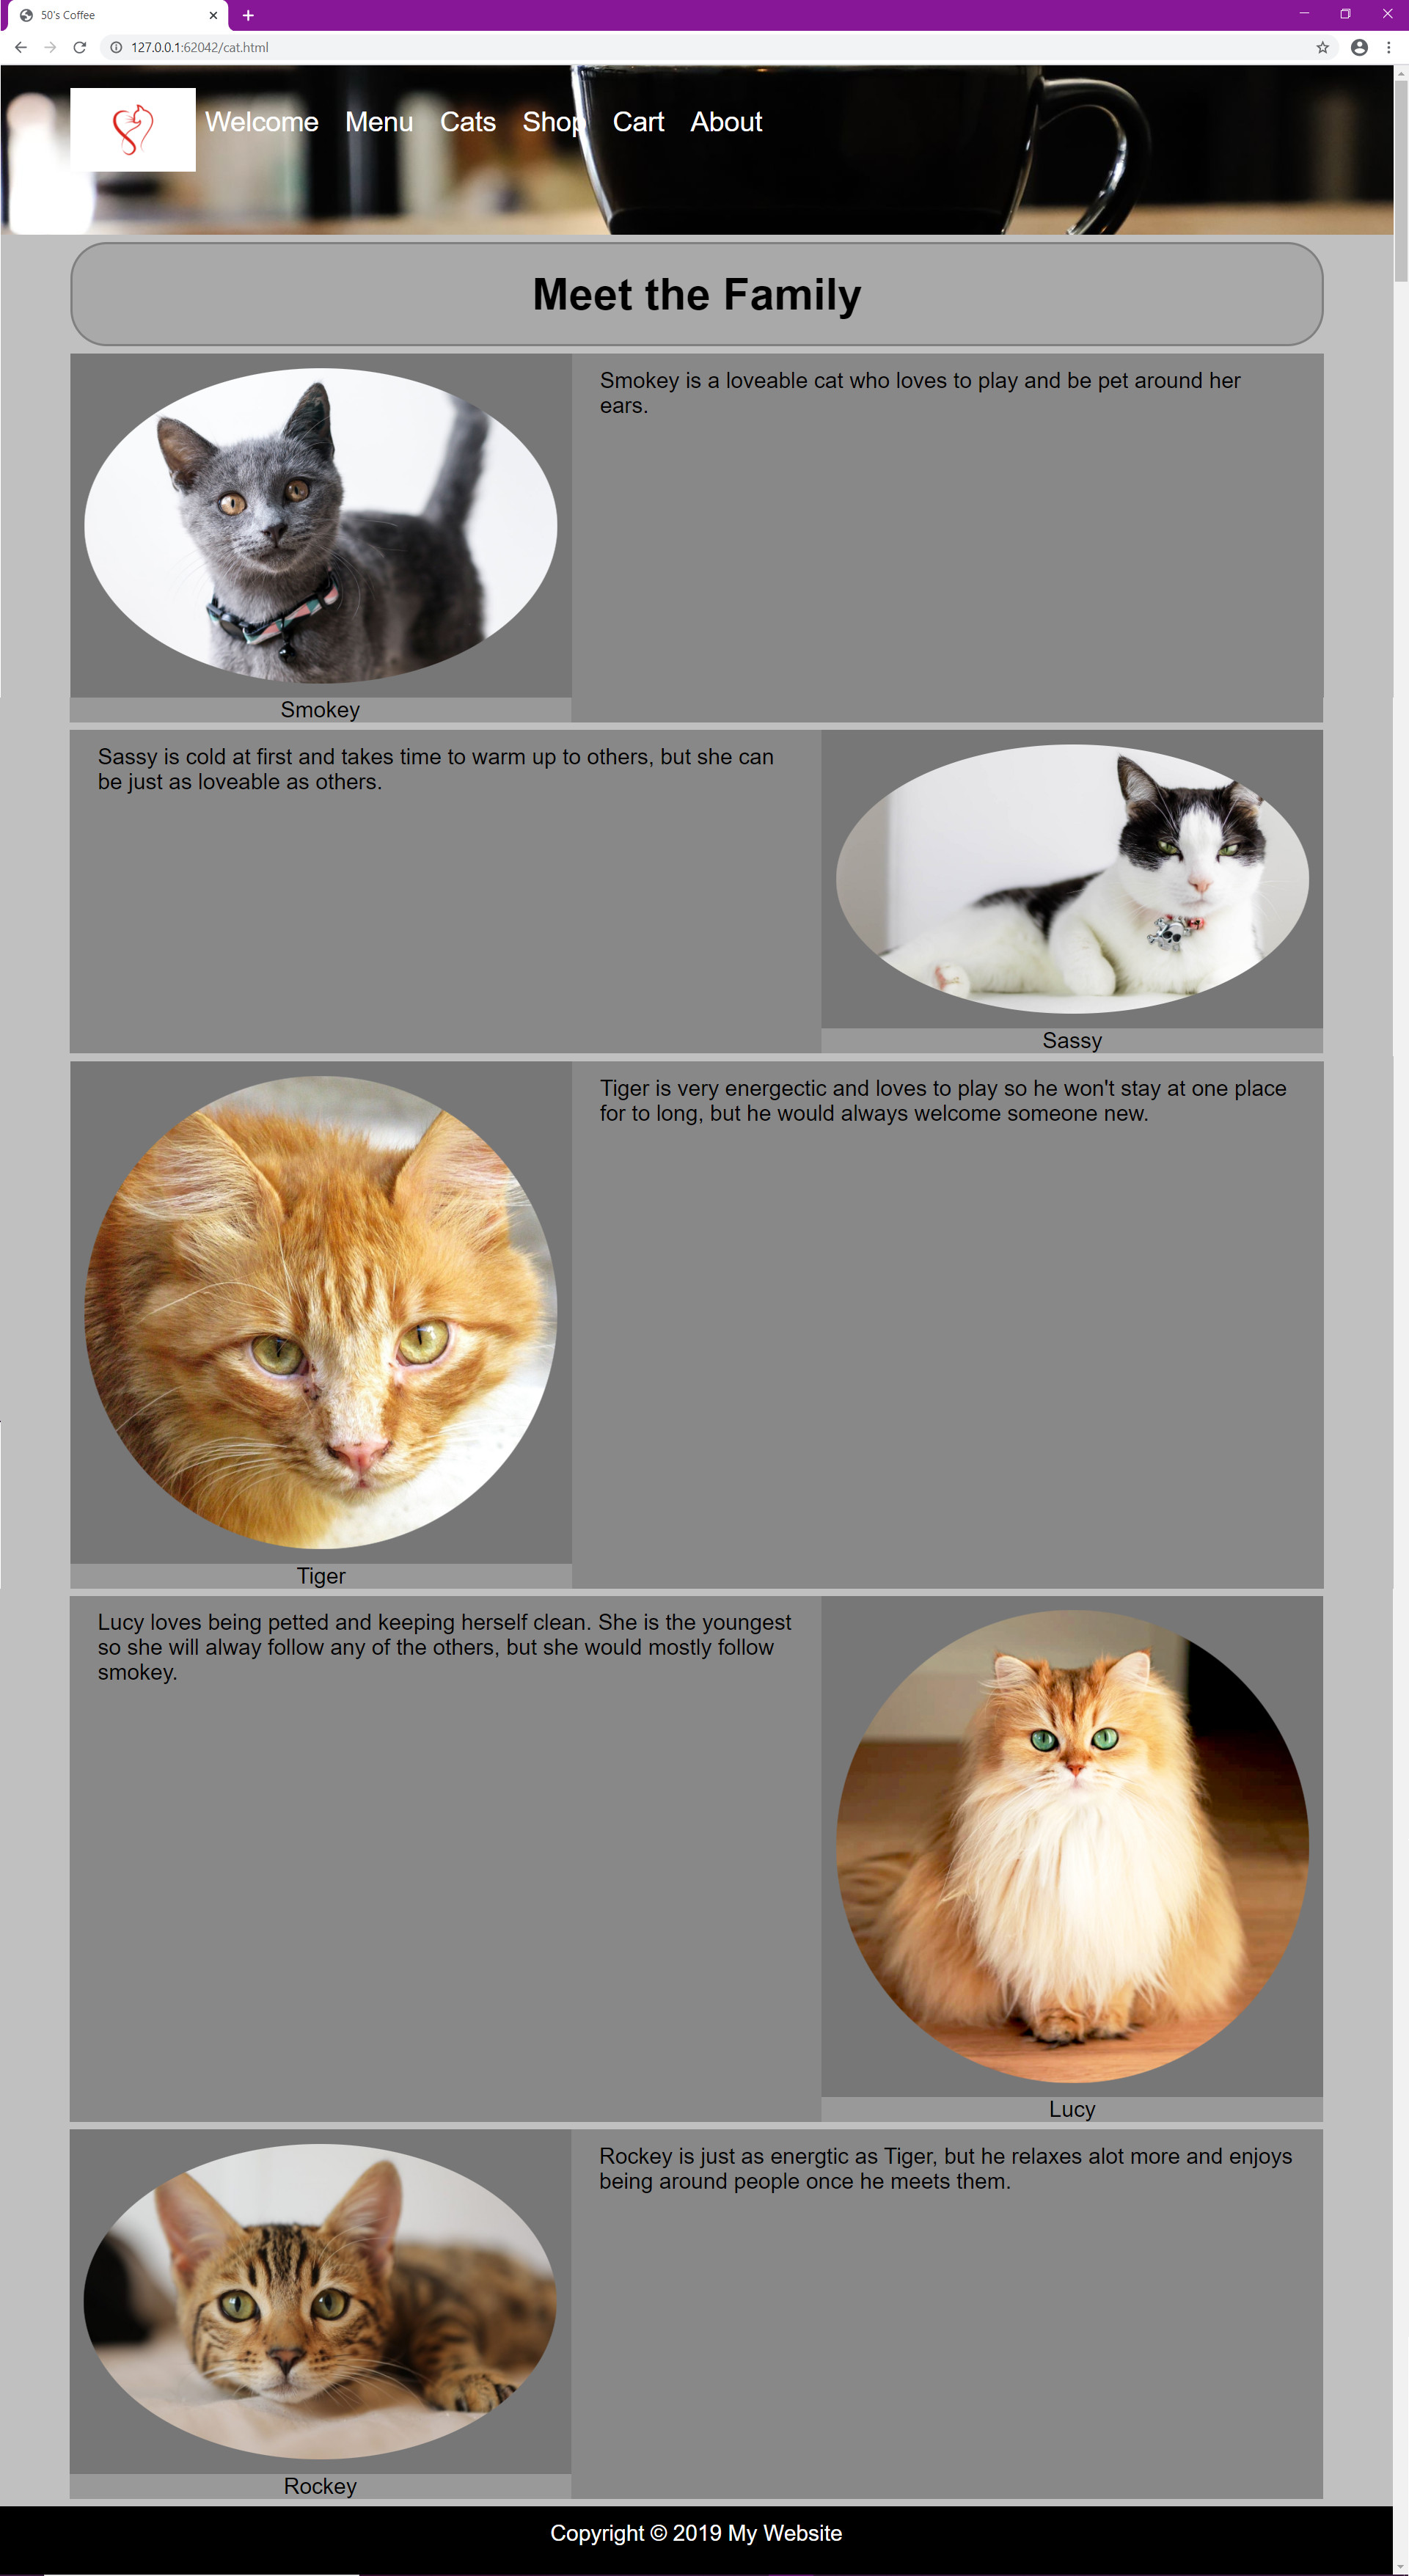 50's Coffee
127.0.0.1:62042/cat.html
Welcome Menu Cats Shop Cart About
Meet the Family
Smokey is a loveable cat who loves to play and be pet around her
ears.
Smokey
Sassy is cold at first and takes time to warm up to others, but she can
be just as loveable as others.
Sassy
Tiger is very energectic and loves to play so he won't stay at one place
for to long, but he would always welcome someone new.
Tiger
Lucy loves being petted and keeping herself clean. She is the youngest
so she will alway follow any of the others, but she would mostly follow
smokey.
Lucy
Rockey is just as energtic as Tiger, but he relaxes alot more and enjoys
being around people once he meets them.
Rockey
Copyright © 2019 My Website